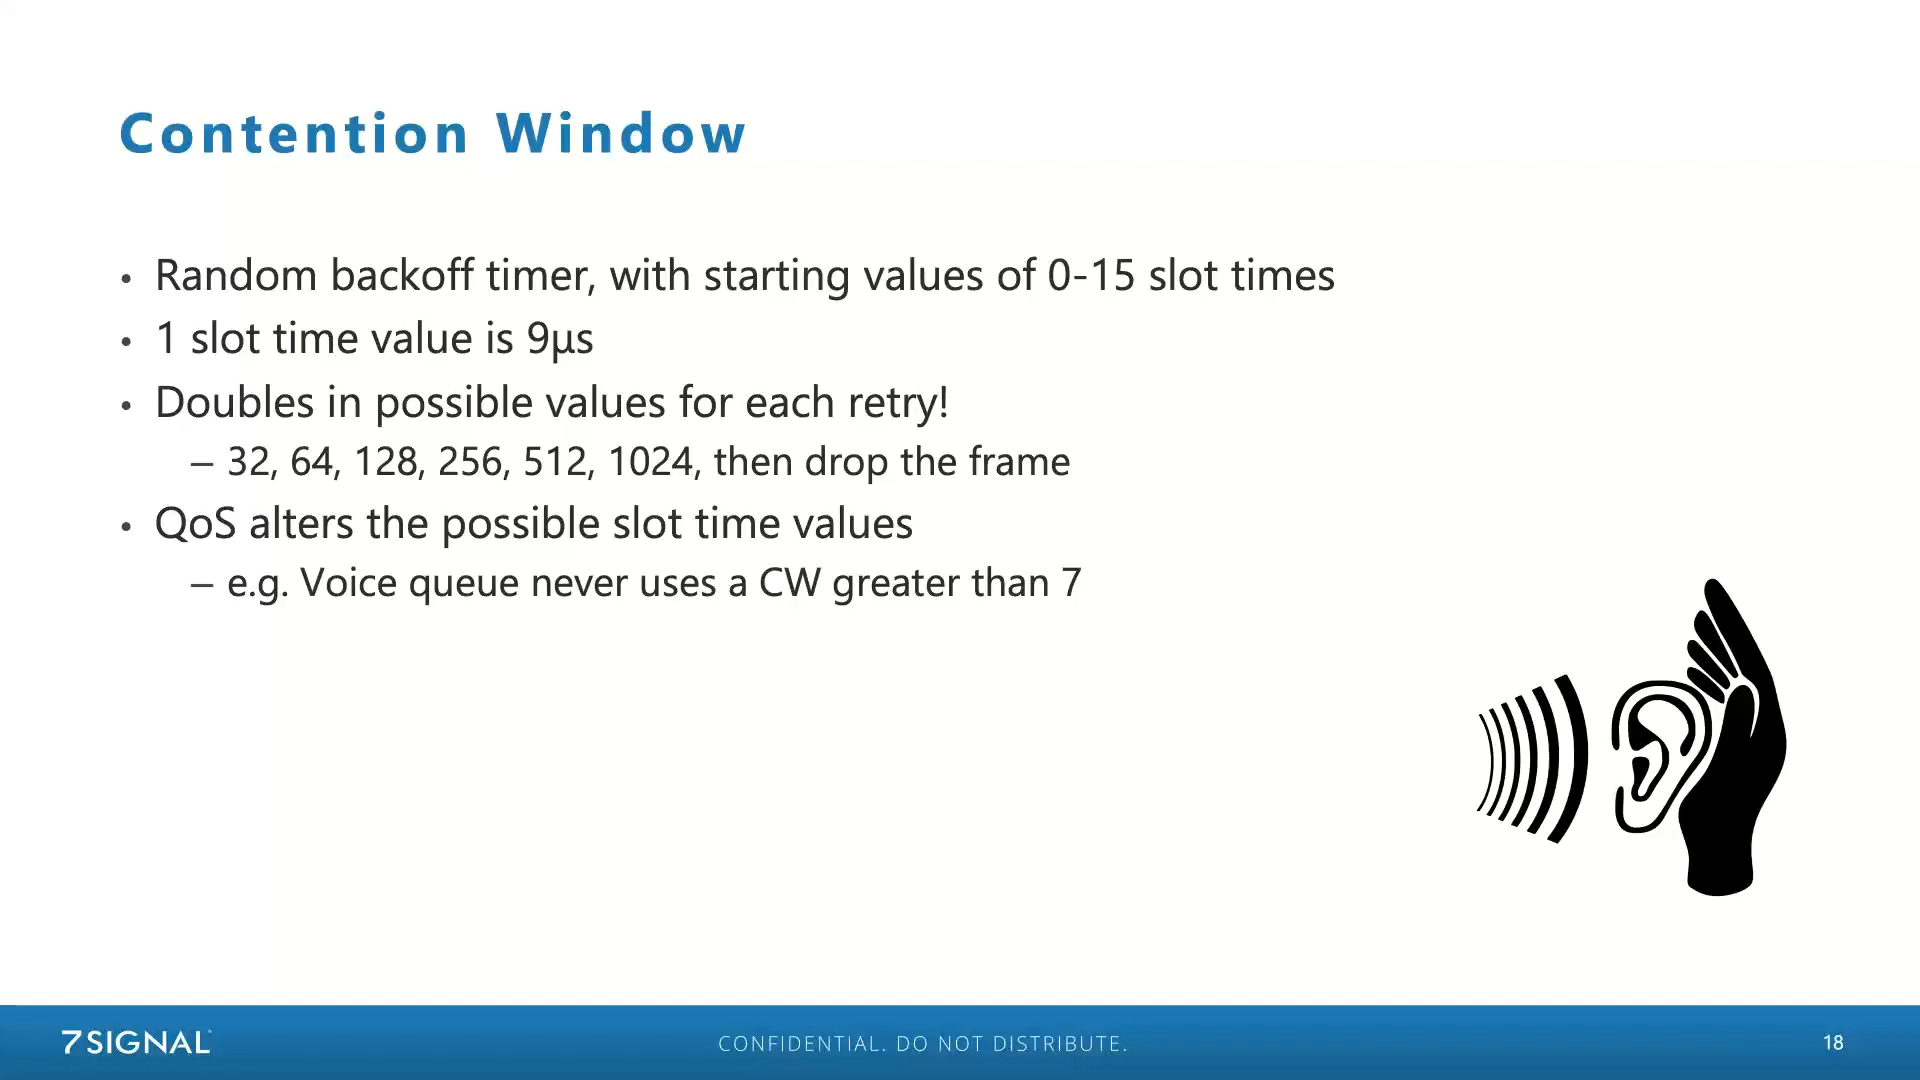 Contention Window
• Random backoff timer, with starting values of 0-15 slot times
• 1 slot time value is 9µs
• Doubles in possible values for each retry!
– 32, 64, 128, 256, 512, 1024, then drop the frame
• QoS alters the possible slot time values
– e.g. Voice queue never uses a CW greater than 7
7SIGNAL
CONFIDENTIAL. DO NOT DISTRIBUTE.
18